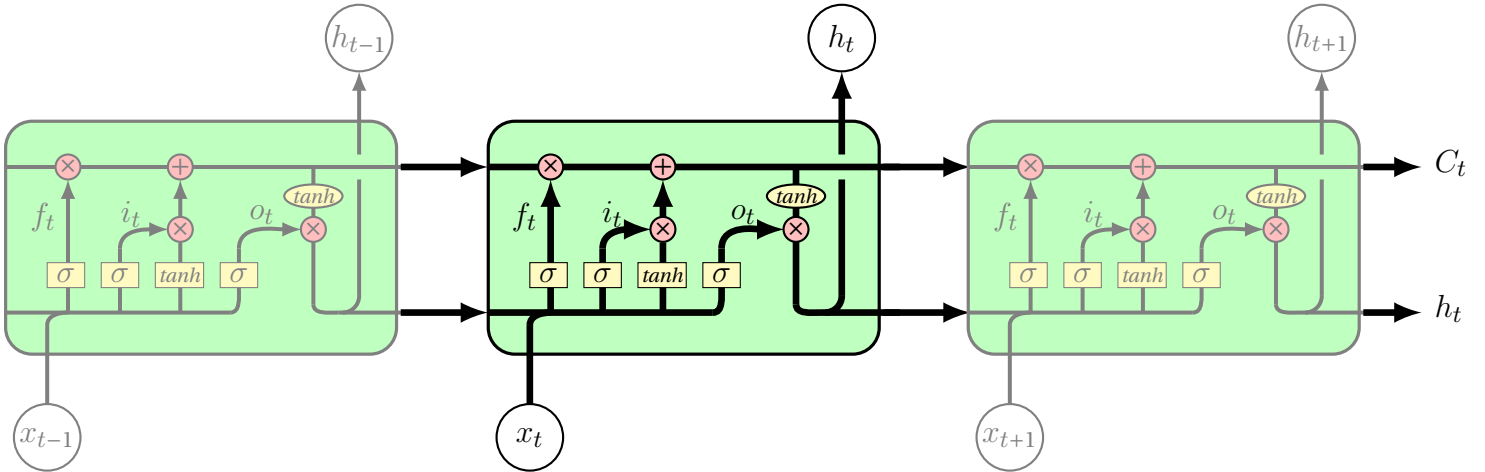 h_{t−1} h_t h_{t+1}
× + × + × + C_t
tanh tanh tanh
f_t i_t o_t f_t i_t o_t f_t i_t o_t
× × × × × ×
σ σ tanh σ σ σ tanh σ σ σ tanh σ
h_t
x_{t−1} x_t x_{t+1}